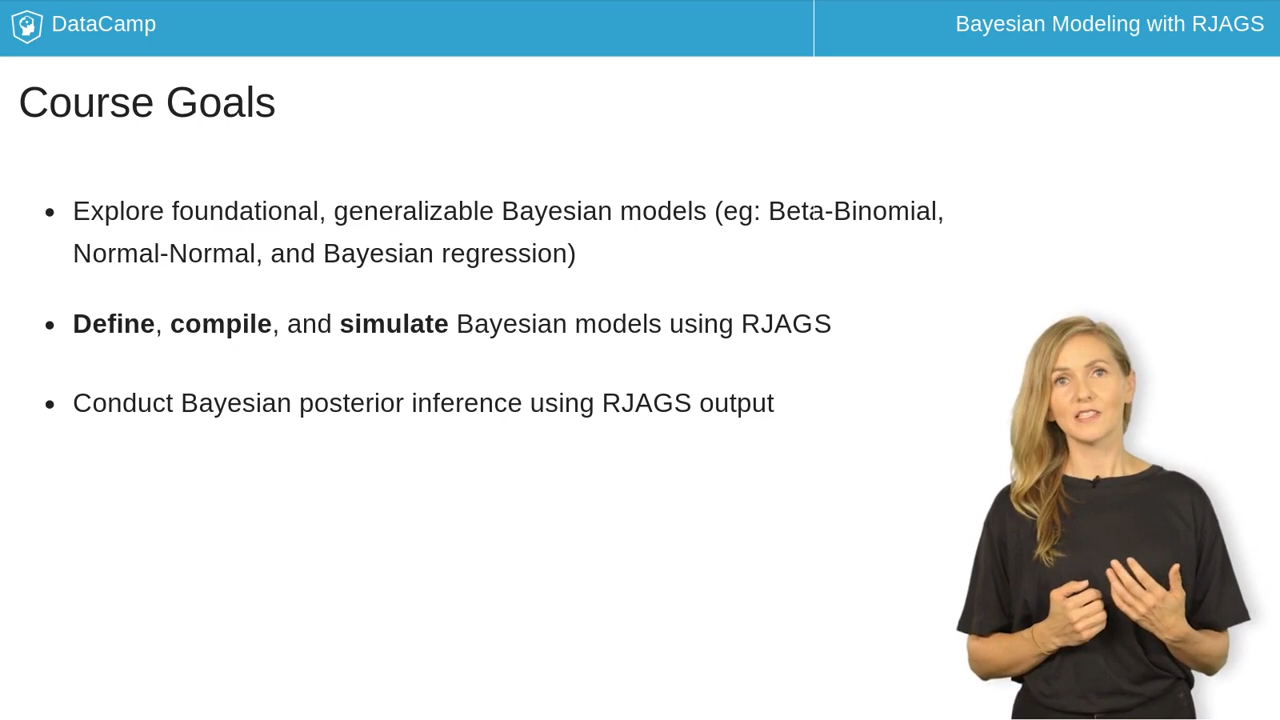 DataCamp
Bayesian Modeling with RJAGS
Course Goals
Explore foundational, generalizable Bayesian models (eg: Beta-Binomial,
Normal-Normal, and Bayesian regression)
Define, compile, and simulate Bayesian models using RJAGS
Conduct Bayesian posterior inference using RJAGS output